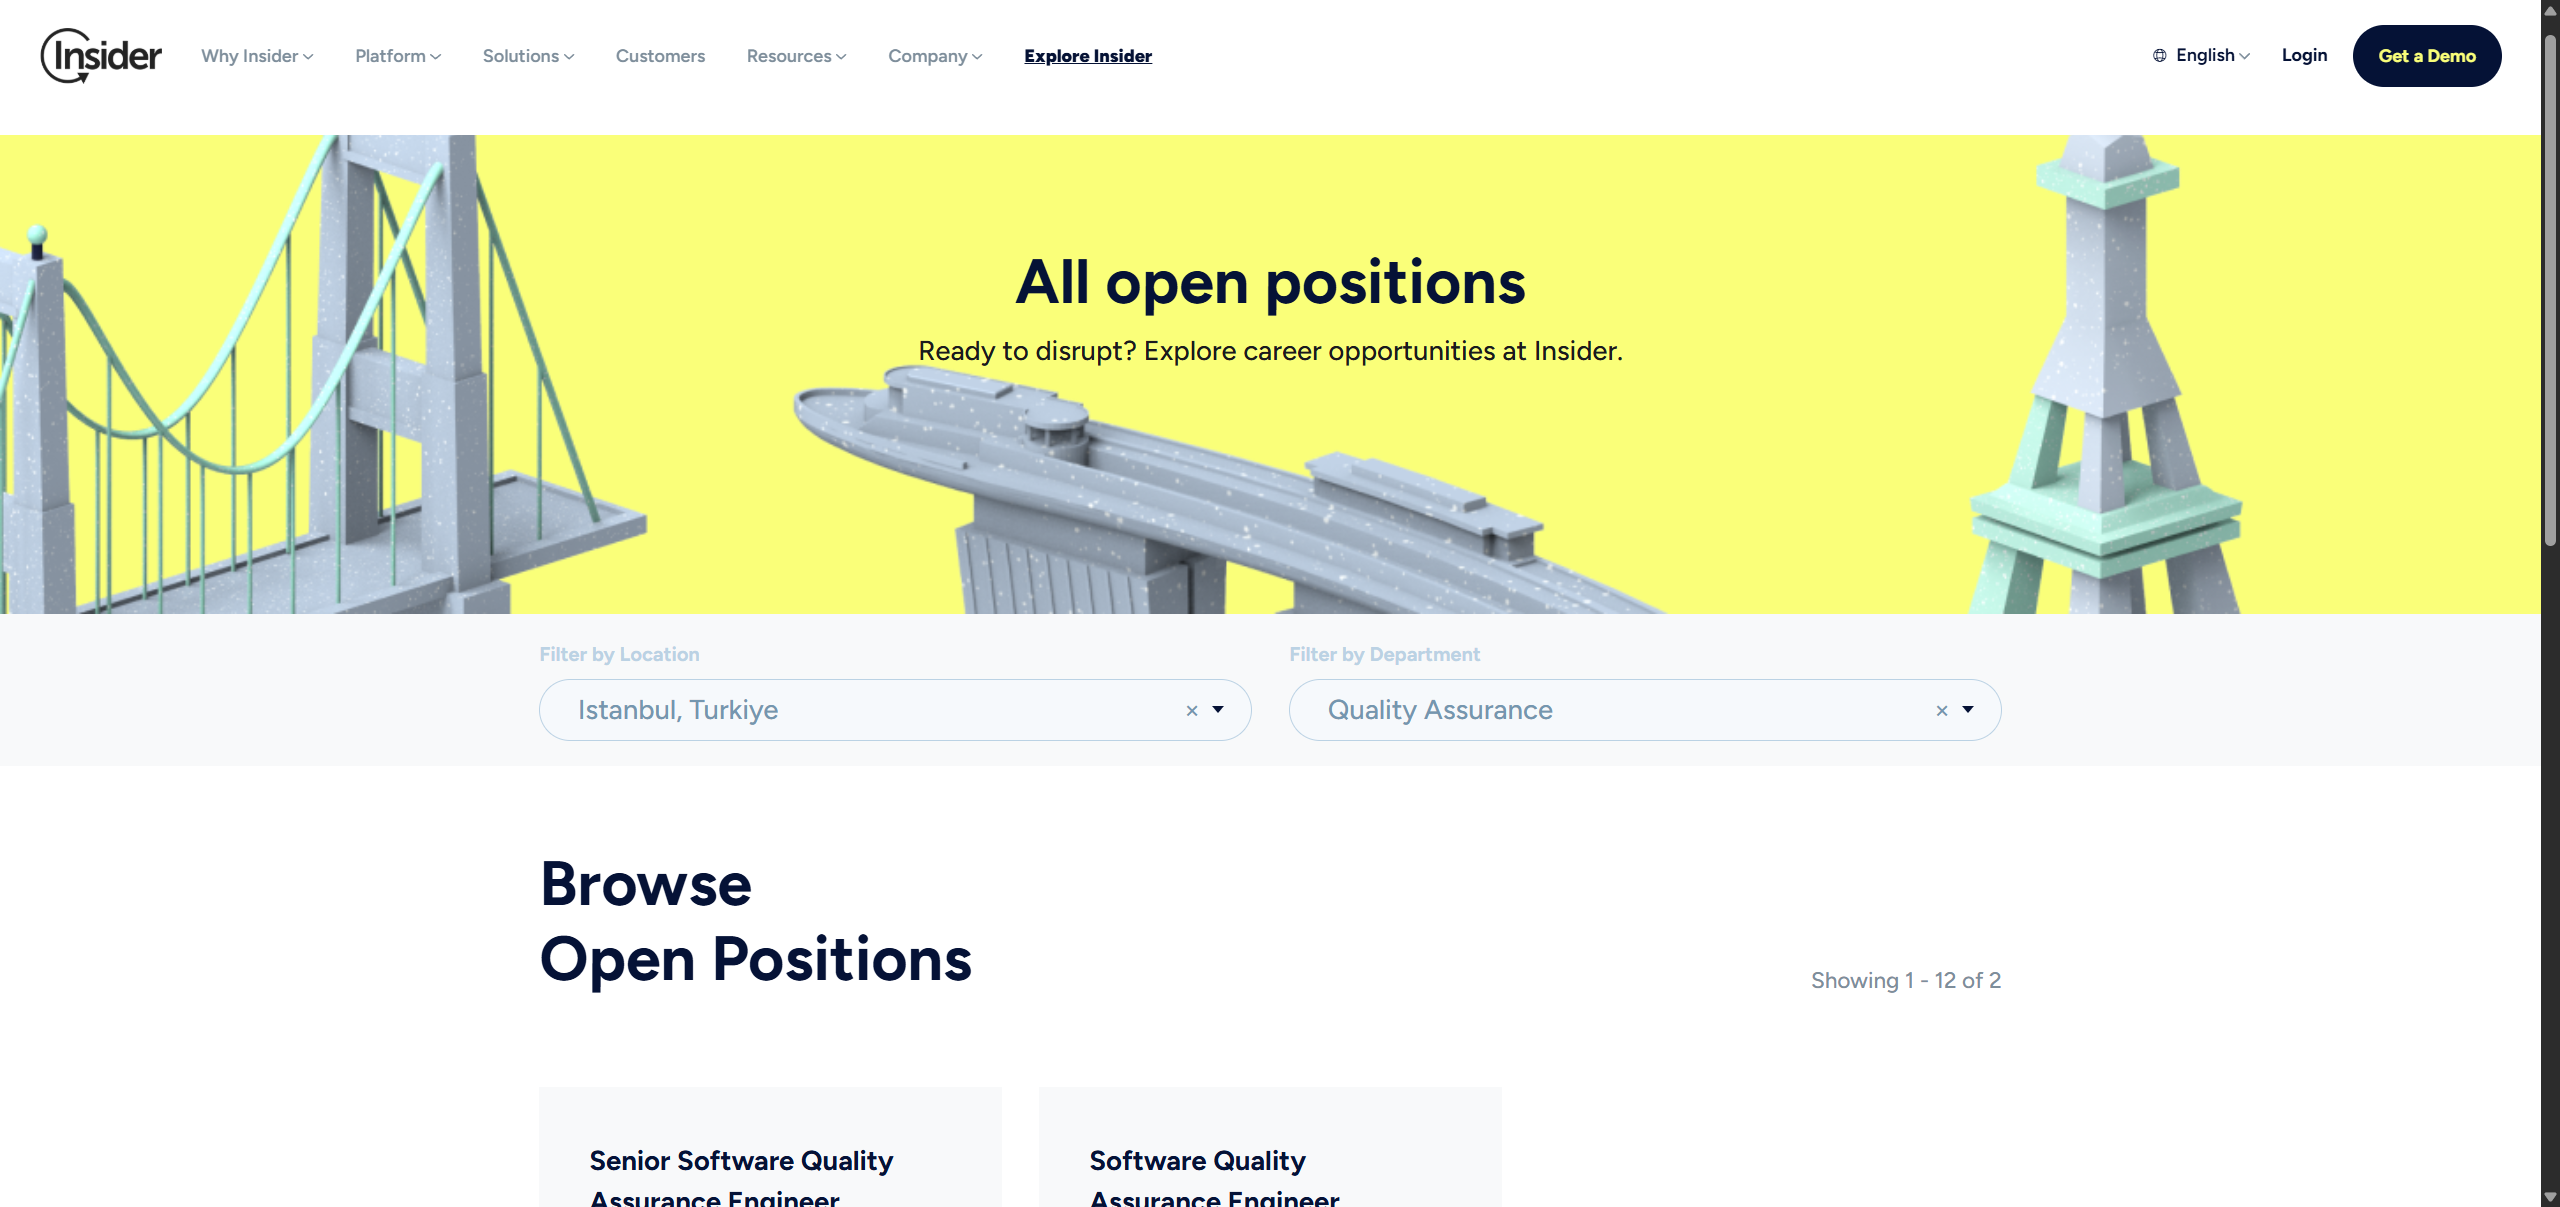 Insider
Why Insider
Platform
Solutions
Customers
Resources
Company
Explore Insider
English
Login
Get a Demo
All open positions
Ready to disrupt? Explore career opportunities at Insider.
Filter by Location
Filter by Department
Istanbul, Turkiye
×
Quality Assurance
×
Browse
Open Positions
Showing 1 - 12 of 2
Senior Software Quality
Assurance Engineer
Software Quality
Assurance Engineer